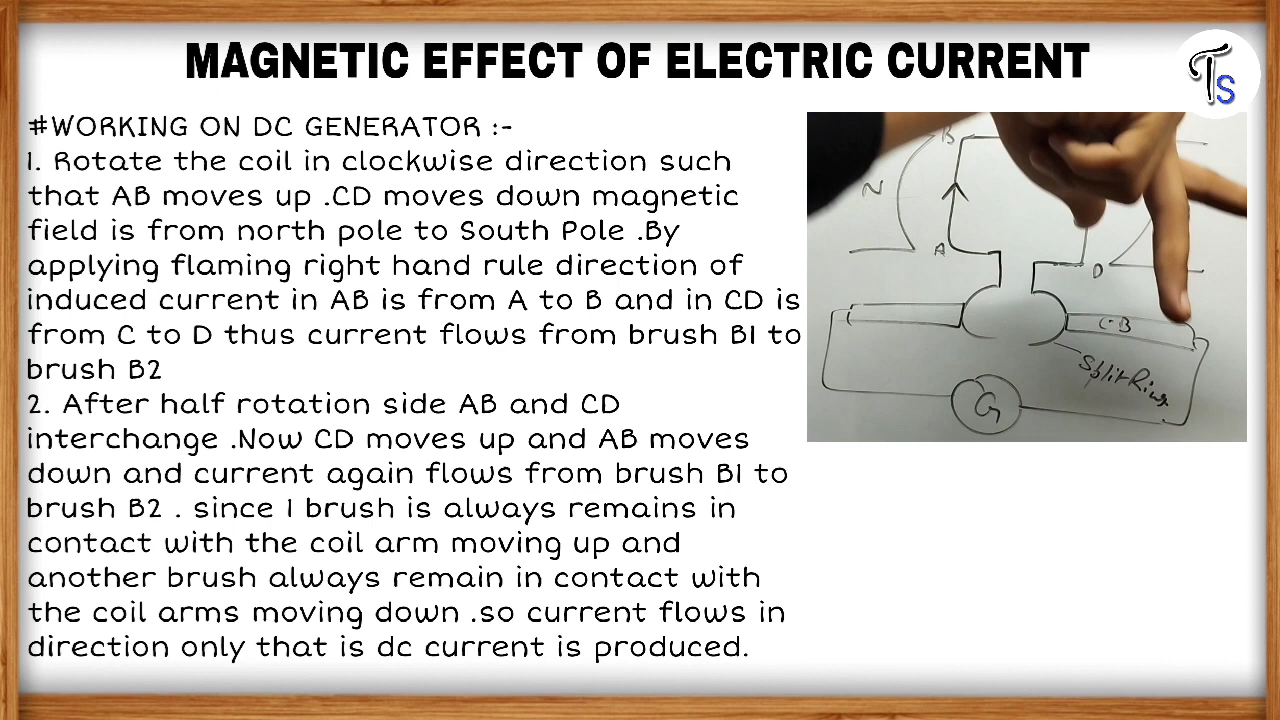 MAGNETIC EFFECT OF ELECTRIC CURRENT
Ts
#WORKING ON DC GENERATOR :-
1. Rotate the coil in clockwise direction such
that AB moves up .CD moves down magnetic
field is from north pole to South Pole .By
applying flaming right hand rule direction of
induced current in AB is from A to B and in CD is
from C to D thus current flows from brush B1 to
brush B2
2. After half rotation side AB and CD
interchange .Now CD moves up and AB moves
down and current again flows from brush B1 to
brush B2 . since 1 brush is always remains in
contact with the coil arm moving up and
another brush always remain in contact with
the coil arms moving down .so current flows in
direction only that is dc current is produced.
B
N
A
D
C·B
Split Ring
G